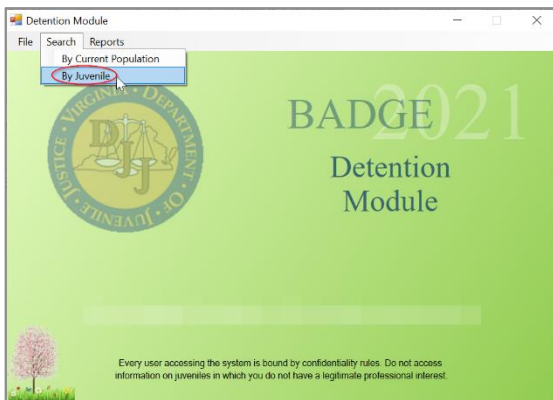 Detention Module
File Search Reports
By Current Population
By Juvenile
VIRGINIA • DEPARTMENT OF JUVENILE JUSTICE
DJJ
BADGE 2021
Detention
Module
Every user accessing the system is bound by confidentiality rules. Do not access
information on juveniles in which you do not have a legitimate professional interest.